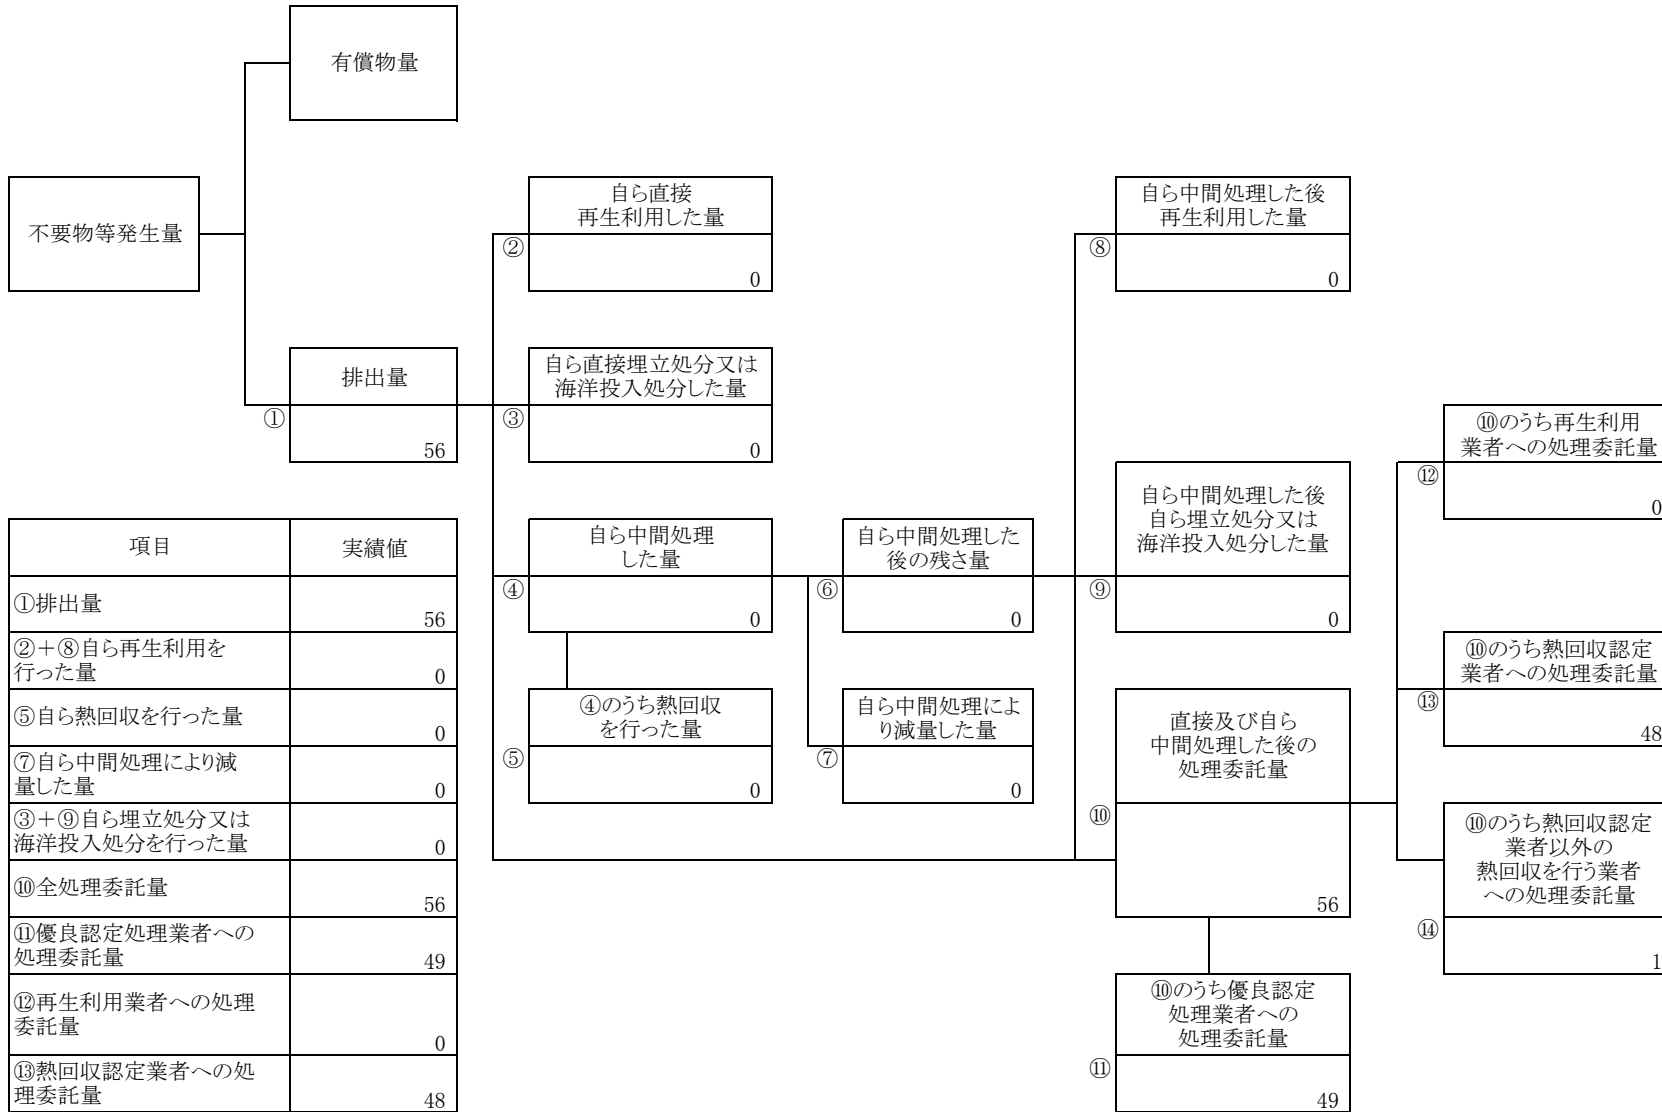 有償物量
不要物等発生量
自ら直接
再生利用した量
②
0
自ら中間処理した後
再生利用した量
⑧
0
排出量
①
56
自ら直接埋立処分又は
海洋投入処分した量
③
0
⑩のうち再生利用
業者への処理委託量
⑫
0
自ら中間処理
した量
④
0
自ら中間処理した
後の残さ量
⑥
0
自ら中間処理した後
自ら埋立処分又は
海洋投入処分した量
⑨
0
⑩のうち熱回収認定
業者への処理委託量
⑬
48
④のうち熱回収
を行った量
⑤
0
自ら中間処理によ
り減量した量
⑦
0
直接及び自ら
中間処理した後の
処理委託量
⑩
56
⑩のうち熱回収認定
業者以外の
熱回収を行う業者
への処理委託量
⑭
1
⑩のうち優良認定
処理業者への
処理委託量
⑪
49
項目 実績値
①排出量
56
②+⑧自ら再生利用を
行った量
0
⑤自ら熱回収を行った量
0
⑦自ら中間処理により減
量した量
0
③+⑨自ら埋立処分又は
海洋投入処分を行った量
0
⑩全処理委託量
56
⑪優良認定処理業者への
処理委託量
49
⑫再生利用業者への処理
委託量
0
⑬熱回収認定業者への処
理委託量
48